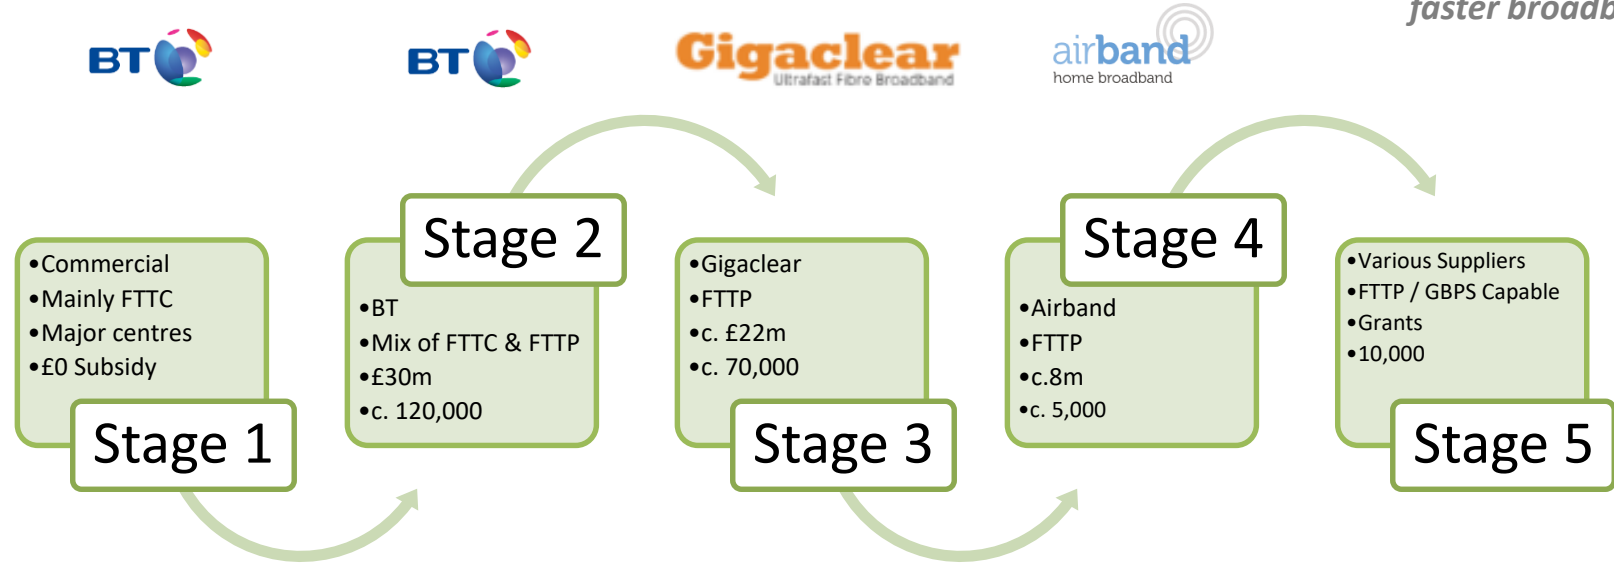 faster broadb
BT
BT
Gigaclear
Ultrafast Fibre Broadband
airband
home broadband
•Commercial
•Mainly FTTC
•Major centres
•£0 Subsidy
Stage 1
Stage 2
•BT
•Mix of FTTC & FTTP
•£30m
•c. 120,000
•Gigaclear
•FTTP
•c. £22m
•c. 70,000
Stage 3
Stage 4
•Airband
•FTTP
•c.8m
•c. 5,000
•Various Suppliers
•FTTP / GBPS Capable
•Grants
•10,000
Stage 5